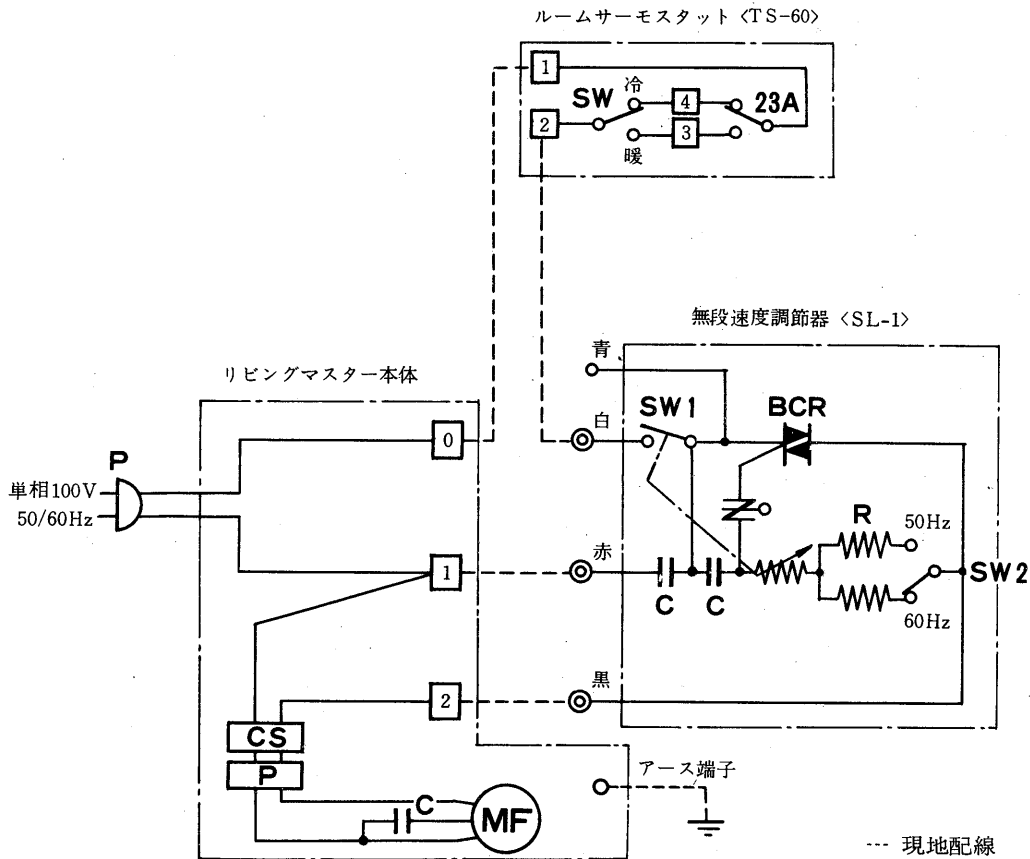 ルームサーモスタット〈TS-60〉
1
SW
冷
4
23A
2
3
暖
無段速度調節器〈SL-1〉
青
リビングマスター本体
SW1
BCR
白
0
P
単相100V
50/60Hz
R
50Hz
赤
1
SW2
C
C
60Hz
黒
2
CS
P
アース端子
C
MF
--- 現地配線